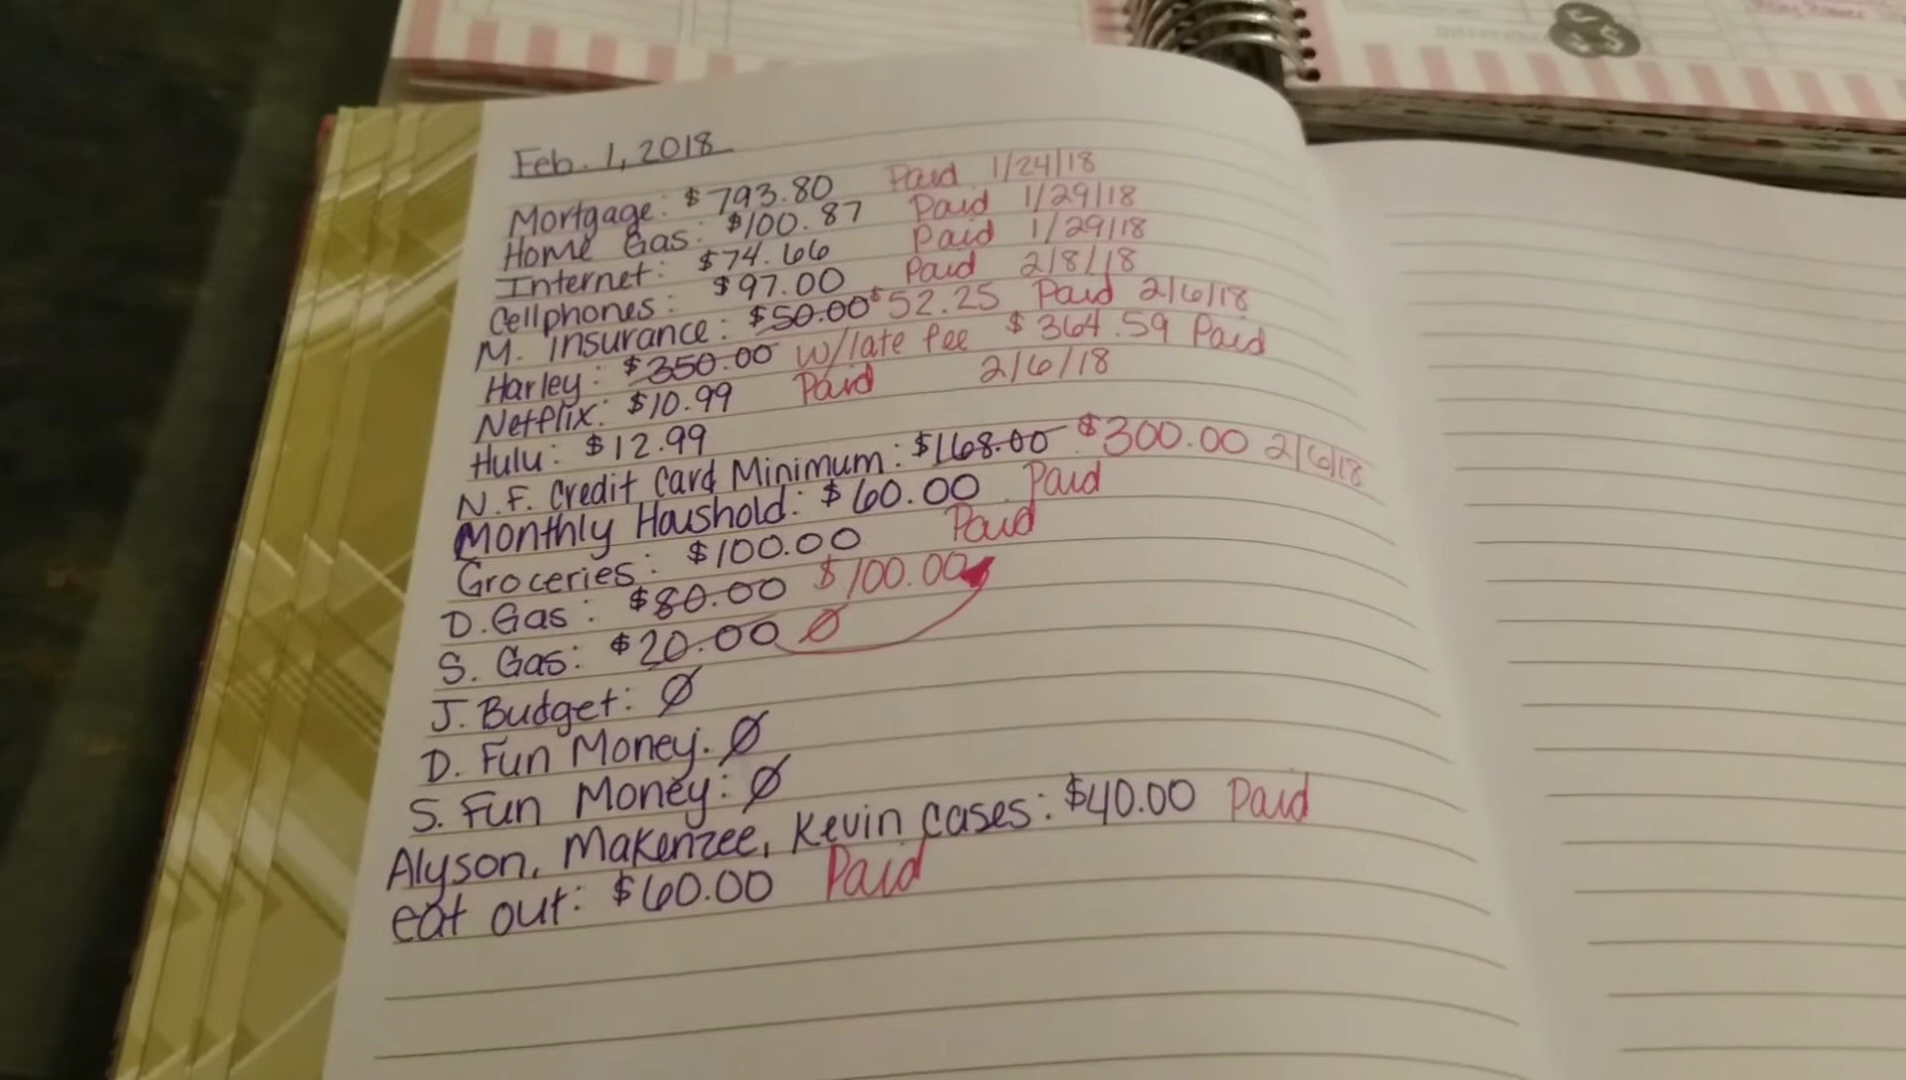 Feb. 1, 2018
Mortgage: $793.80 Paid 1/24/18
Home Gas: $100.87 Paid 1/29/18
Internet: $74.66 Paid 1/29/18
Cellphones: $97.00 Paid 2/8/18
M. Insurance: $50.00 $52.25 Paid 2/6/18
Harley: $350.00 w/late fee $364.59 Paid
Netflix: $10.99 Paid 2/6/18
Hulu: $12.99
N.F. Credit Card Minimum: $168.00 $300.00 2/6/18
Monthly Houshold: $60.00 Paid
Groceries: $100.00 Paid
D. Gas: $80.00 $100.00
S. Gas: $20.00 Ø
J. Budget: Ø
D. Fun Money. Ø
S. Fun Money: Ø
Alyson, Makenzee, Kevin cases: $40.00 Paid
eat out: $60.00 Paid